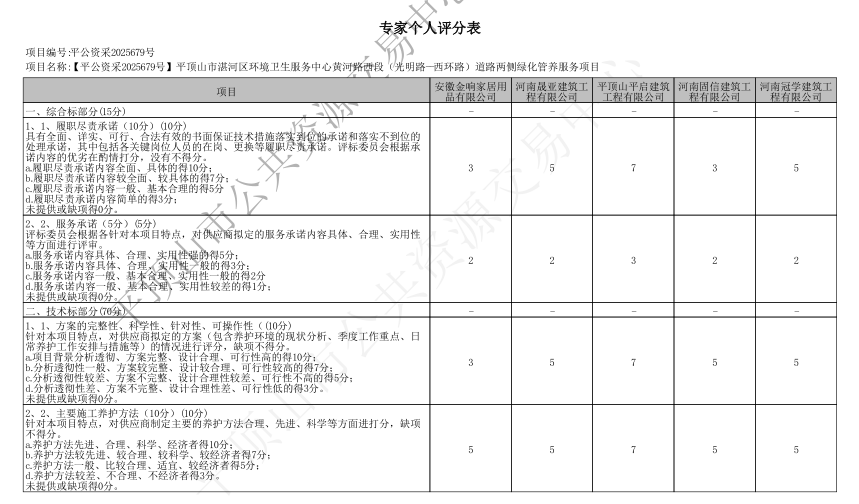 专家个人评分表
项目编号:平公资采2025679号
项目名称:【平公资采2025679号】平顶山市湛河区环境卫生服务中心黄河路西段（光明路—西环路）道路两侧绿化管养服务项目
项目 安徽金响家居用品有限公司 河南晟亚建筑工程有限公司 平顶山平启建筑工程有限公司 河南固信建筑工程有限公司 河南冠学建筑工程有限公司
一、综合标部分(15分) - - - - -
1、1、履职尽责承诺（10分）(10分)
具有全面、详实、可行、合法有效的书面保证技术措施落实到位的承诺和落实不到位的
处理承诺，其中包括各关键岗位人员的在岗、更换等履职尽责承诺。评标委员会根据承
诺内容的优劣在酌情打分，没有不得分。
a.履职尽责承诺内容全面、具体的得10分;
b.履职尽责承诺内容较全面、较具体的得7分;
c.履职尽责承诺内容一般、基本合理的得5分
d.履职尽责承诺内容简单的得3分;
未提供或缺项得0分。
3 5 7 3 5
2、2、服务承诺（5分）(5分)
评标委员会根据各针对本项目特点，对供应商拟定的服务承诺内容具体、合理、实用性
等方面进行评审。
a.服务承诺内容具体、合理、实用性强的得5分;
b.服务承诺内容具体、合理、实用性一般的得3分;
c.服务承诺内容一般、基本合理、实用性一般的得2分
d.服务承诺内容一般、基本合理、实用性较差的得1分;
未提供或缺项得0分。
2 2 3 2 2
二、技术标部分(70分) - - - - -
1、1、方案的完整性、科学性、针对性、可操作性（(10分)
针对本项目特点，对供应商拟定的方案（包含养护环境的现状分析、季度工作重点、日
常养护工作安排与措施等）的情况进行评分，缺项不得分。
a.项目背景分析透彻、方案完整、设计合理、可行性高的得10分;
b.分析透彻性一般、方案较完整、设计较合理、可行性较高的得7分;
c.分析透彻性较差、方案不完整、设计合理性较差、可行性不高的得5分;
d.分析透彻性差、方案不完整、设计合理性差、可行性低的得3分。
未提供或缺项得0分。
3 5 7 5 5
2、2、主要施工养护方法（10分）(10分)
针对本项目特点，对供应商制定主要的养护方法合理、先进、科学等方面进打分，缺项
不得分。
a.养护方法先进、合理、科学、经济者得10分;
b.养护方法较先进、较合理、较科学、较经济者得7分;
c.养护方法一般、比较合理、适宜、较经济者得5分;
d.养护方法较差、不合理、不经济者得3分。
未提供或缺项得0分。
5 5 7 5 5
平顶山市公共资源交易中心
顶山市公共资源交易中心